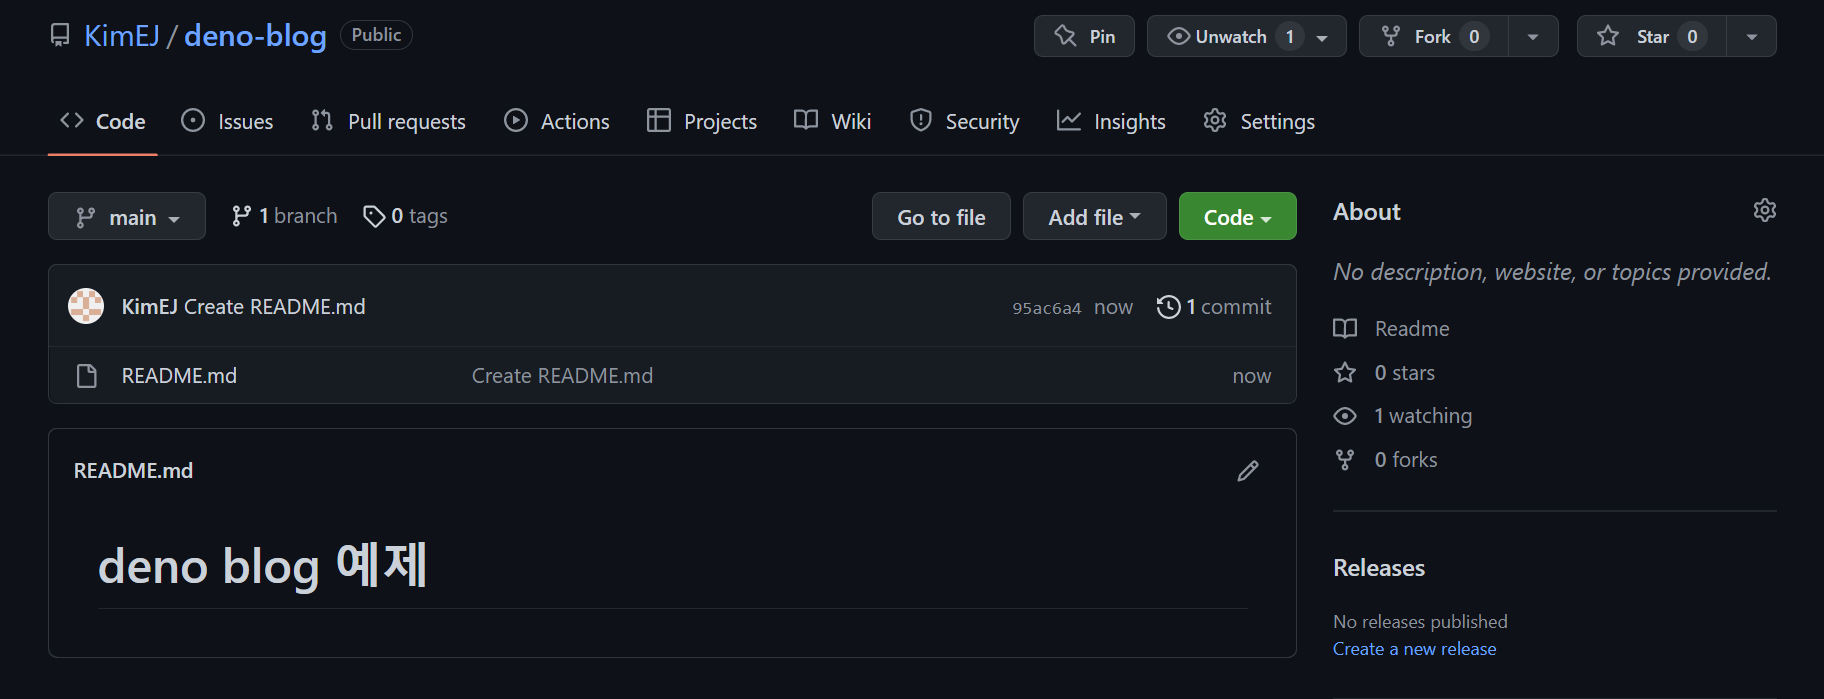 KimEJ / deno-blog Public
Pin
Unwatch 1
Fork 0
Star 0
Code
Issues
Pull requests
Actions
Projects
Wiki
Security
Insights
Settings
main
1 branch
0 tags
Go to file
Add file
Code
KimEJ Create README.md
95ac6a4 now
1 commit
README.md
Create README.md
now
README.md
deno blog 예제
About
No description, website, or topics provided.
Readme
0 stars
1 watching
0 forks
Releases
No releases published
Create a new release